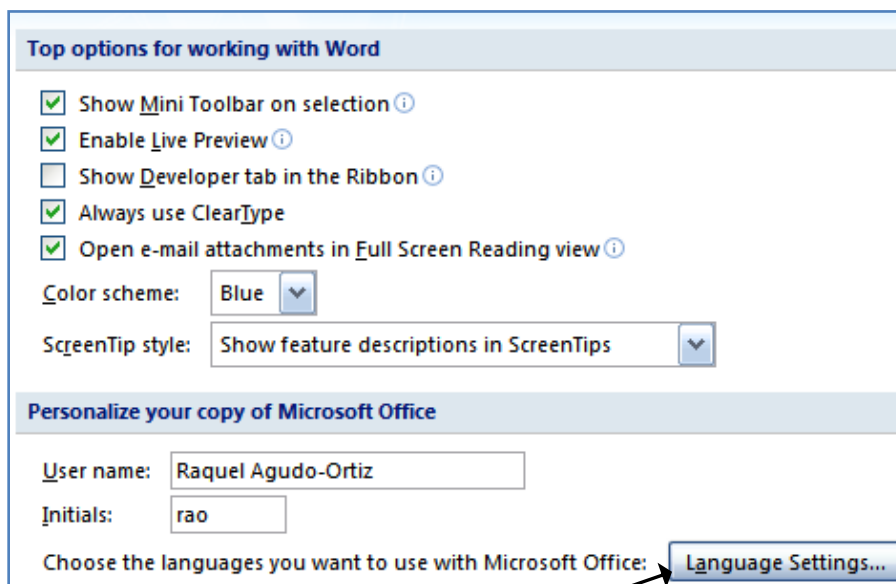 Top options for working with Word
Show Mini Toolbar on selection
Enable Live Preview
Show Developer tab in the Ribbon
Always use ClearType
Open e-mail attachments in Full Screen Reading view
Color scheme: Blue
ScreenTip style: Show feature descriptions in ScreenTips
Personalize your copy of Microsoft Office
User name: Raquel Agudo-Ortiz
Initials: rao
Choose the languages you want to use with Microsoft Office: Language Settings...